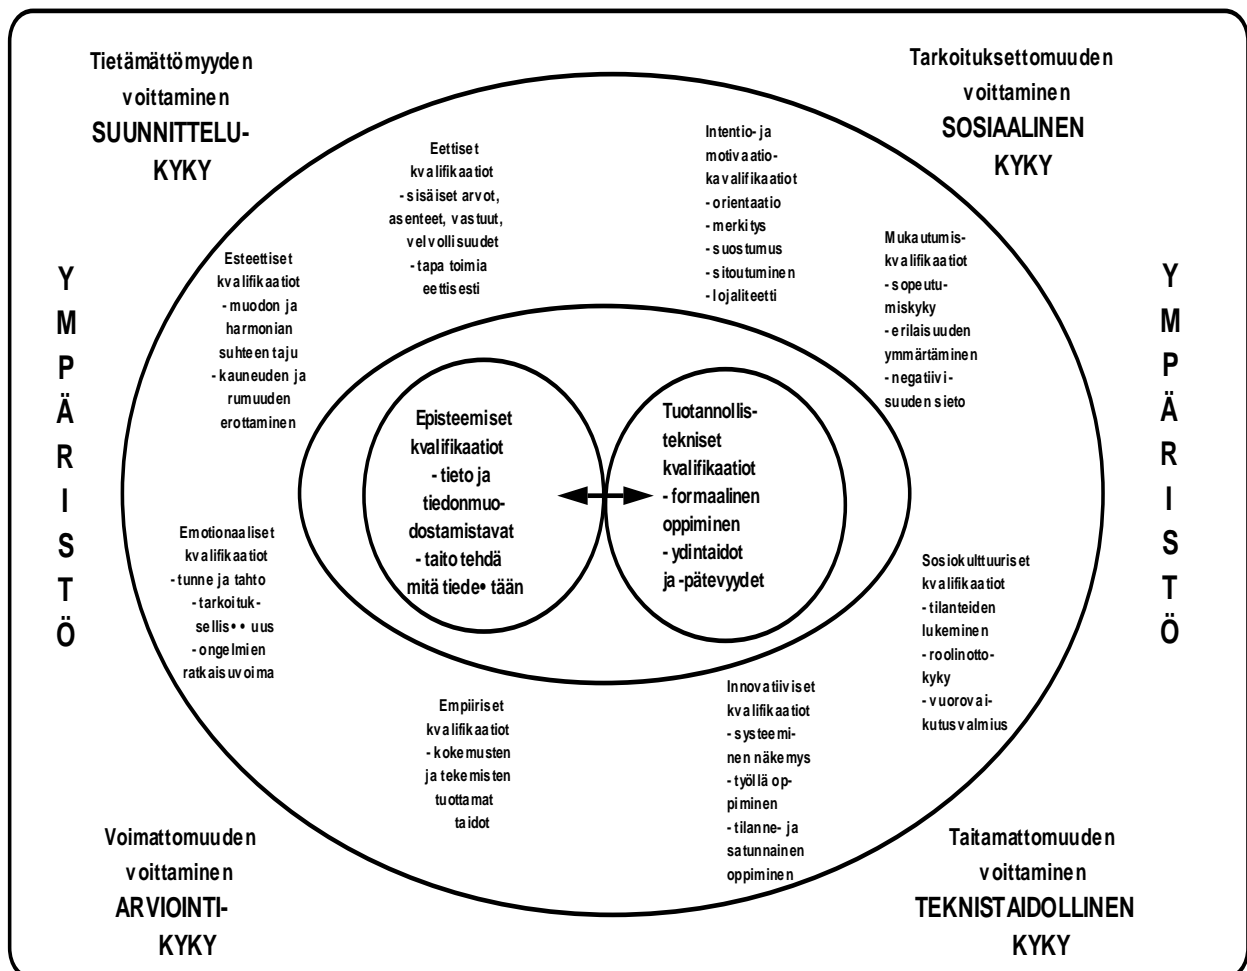 Tietämättömyyden
voittaminen
SUUNNITTELU-
KYKY
Tarkoituksettomuuden
voittaminen
SOSIAALINEN
KYKY
Eettiset
kvalifikaatiot
- sisäiset arvot,
asenteet, vastuut,
velvollisuudet
- tapa toimia
eettisesti
Intentio- ja
motivaatio-
kavalifikaatiot
- orientaatio
- merkitys
- suostumus
- sitoutuminen
- lojaliteetti
Esteettiset
kvalifikaatiot
- muodon ja
harmonian
suhteen taju
- kauneuden ja
rumuuden
erottaminen
Mukautumis-
kvalifikaatiot
- sopeutu-
miskyky
- erilaisuuden
ymmärtäminen
- negatiivi-
suuden sieto
Y
M
P
Ä
R
I
S
T
Ö
Episteemiset
kvalifikaatiot
- tieto ja
tiedonmuo-
dostamistavat
- taito tehdä
mitä tiede• tään
Tuotannollis-
tekniset
kvalifikaatiot
- formaalinen
oppiminen
- ydintaidot
ja -pätevyydet
Y
M
P
Ä
R
I
S
T
Ö
Emotionaaliset
kvalifikaatiot
- tunne ja tahto
- tarkoituk-
sellis• • uus
- ongelmien
ratkaisuvoima
Sosiokulttuuriset
kvalifikaatiot
- tilanteiden
lukeminen
- roolinotto-
kyky
- vuorovai-
kutusvalmius
Empiiriset
kvalifikaatiot
- kokemusten
ja tekemisten
tuottamat
taidot
Innovatiiviset
kvalifikaatiot
- systeemi-
nen näkemys
- työllä op-
piminen
- tilanne- ja
satunnainen
oppiminen
Voimattomuuden
voittaminen
ARVIOINTI-
KYKY
Taitamattomuuden
voittaminen
TEKNISTAIDOLLINEN
KYKY